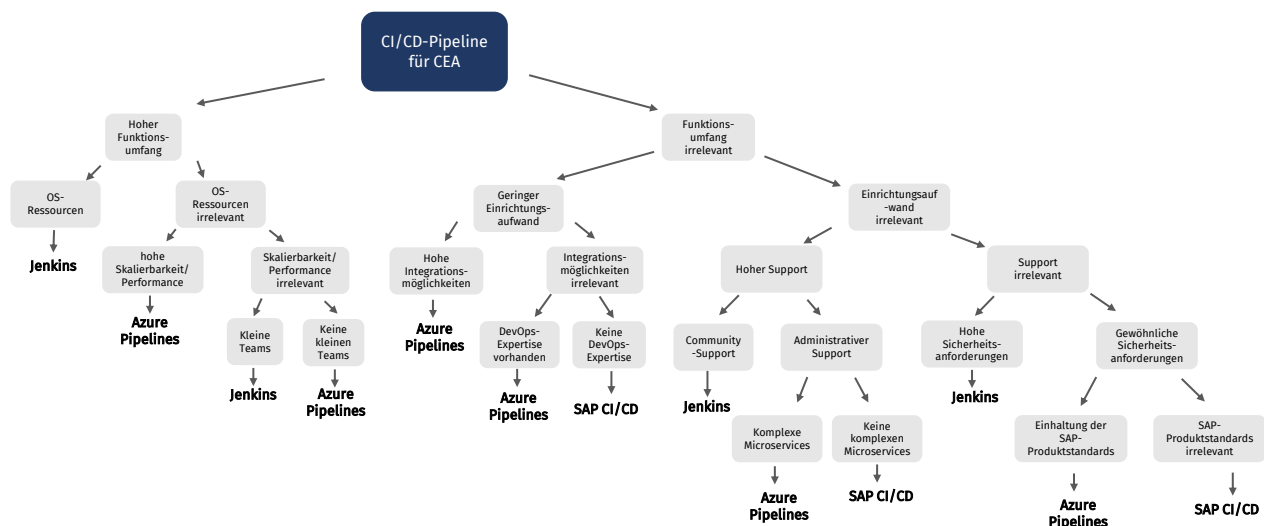 CI/CD-Pipeline
für CEA
Hoher
Funktions-
umfang
Funktions-
umfang
irrelevant
OS-
Ressourcen
OS-
Ressourcen
irrelevant
Geringer
Einrichtungs-
aufwand
Einrichtungsauf
-wand
irrelevant
Jenkins
hohe
Skalierbarkeit/
Performance
Skalierbarkeit/
Performance
irrelevant
Hohe
Integrations-
möglichkeiten
Integrations-
möglichkeiten
irrelevant
Hoher Support
Support
irrelevant
Azure
Pipelines
Kleine
Teams
Keine
kleinen
Teams
Azure
Pipelines
DevOps-
Expertise
vorhanden
Keine
DevOps-
Expertise
Community
-Support
Administrativer
Support
Hohe
Sicherheits-
anforderungen
Gewöhnliche
Sicherheits-
anforderungen
Jenkins
Azure
Pipelines
Azure
Pipelines
SAP CI/CD
Jenkins
Jenkins
Komplexe
Microservices
Keine
komplexen
Microservices
Einhaltung der
SAP-
Produktstandards
SAP-
Produktstandards
irrelevant
Azure
Pipelines
SAP CI/CD
Azure
Pipelines
SAP CI/CD